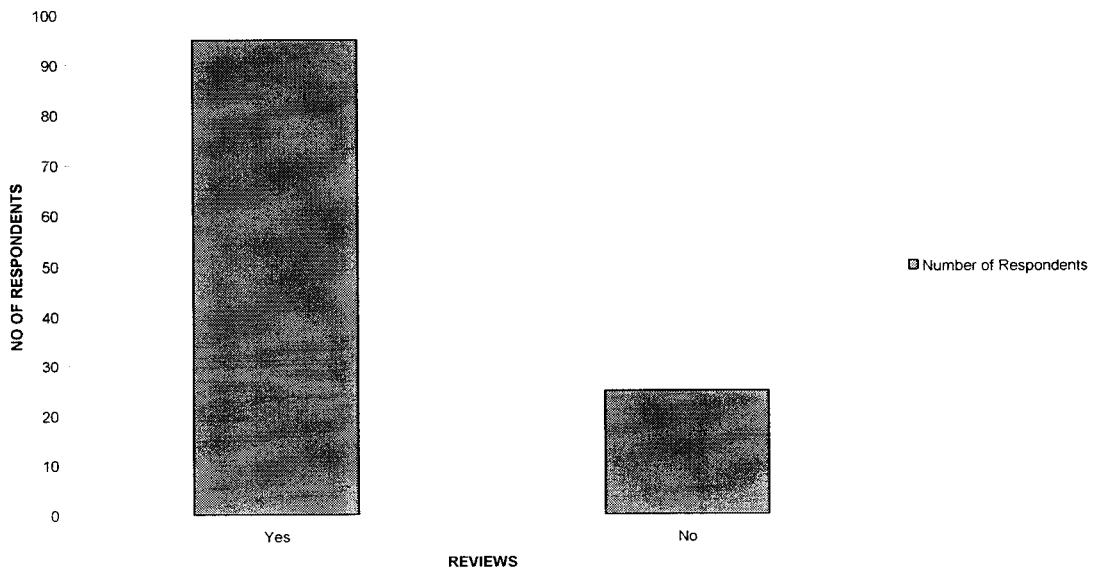 100
90
80
70
60
50
40
30
20
10
0
NO OF RESPONDENTS
Yes
No
REVIEWS
Number of Respondents